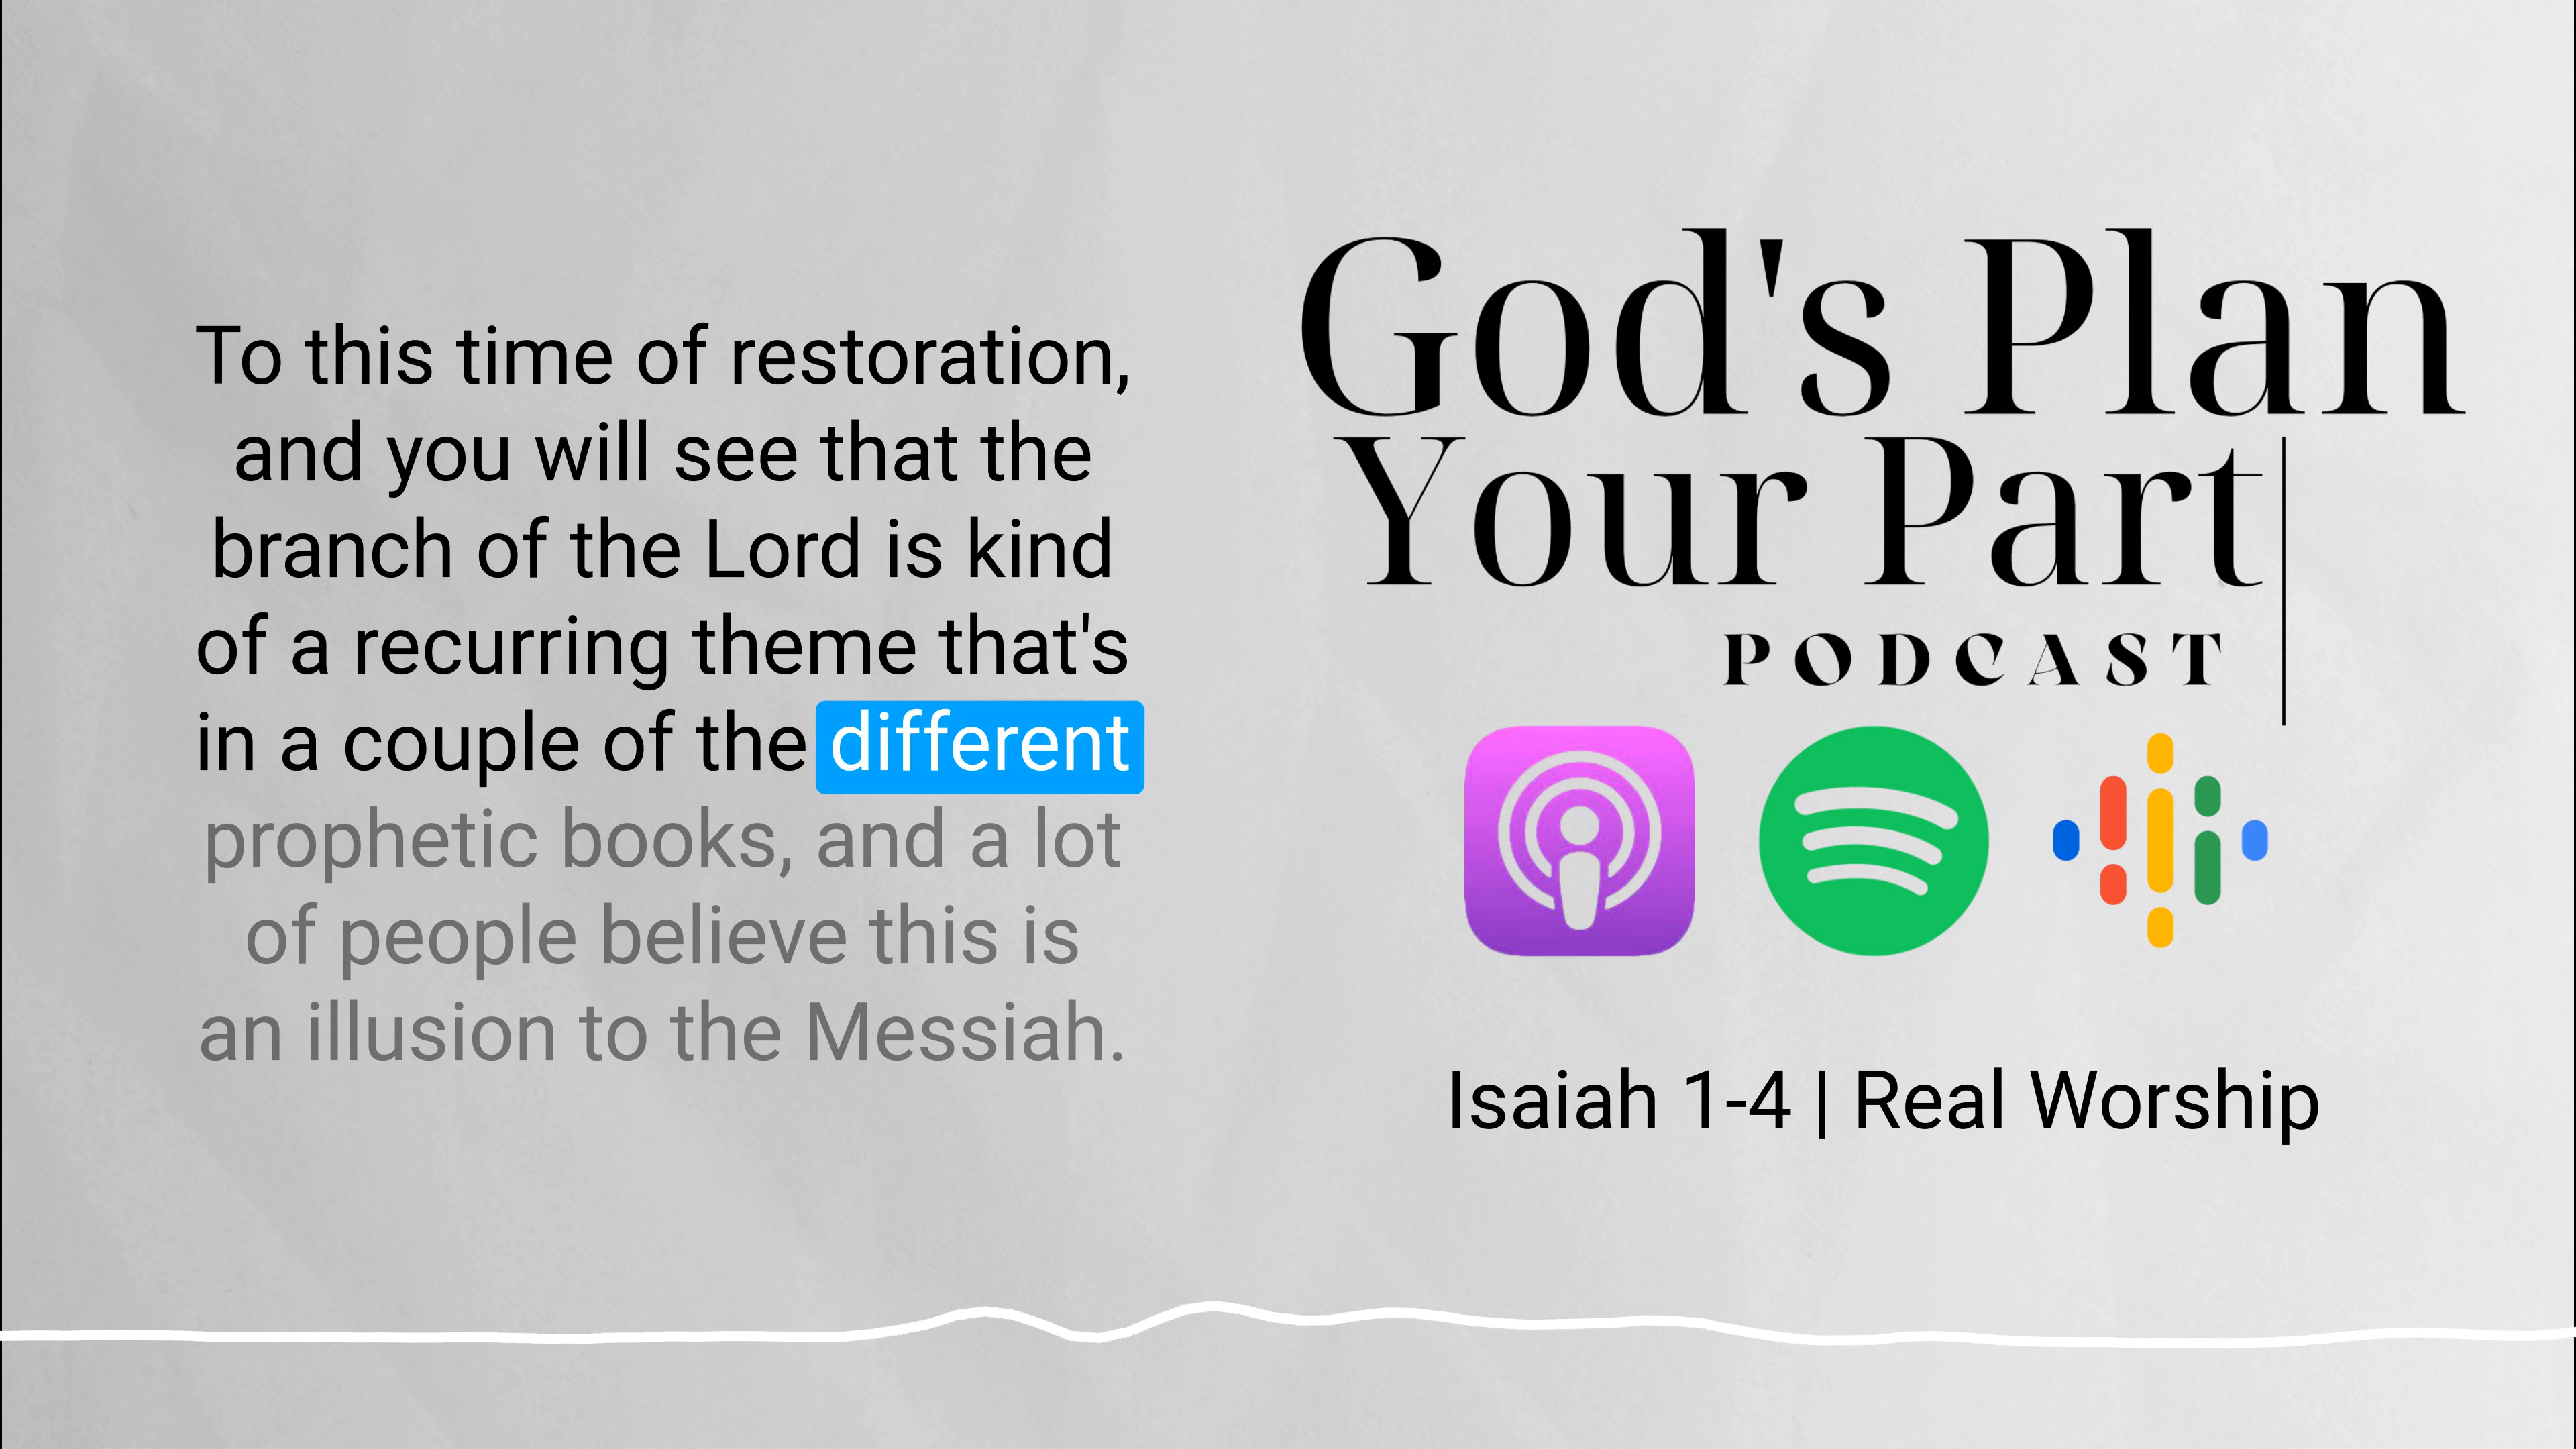 To this time of restoration,
and you will see that the
branch of the Lord is kind
of a recurring theme that's
in a couple of the different
prophetic books, and a lot
of people believe this is
an illusion to the Messiah.
God's Plan
Your Part
PODCAST
Isaiah 1-4 | Real Worship